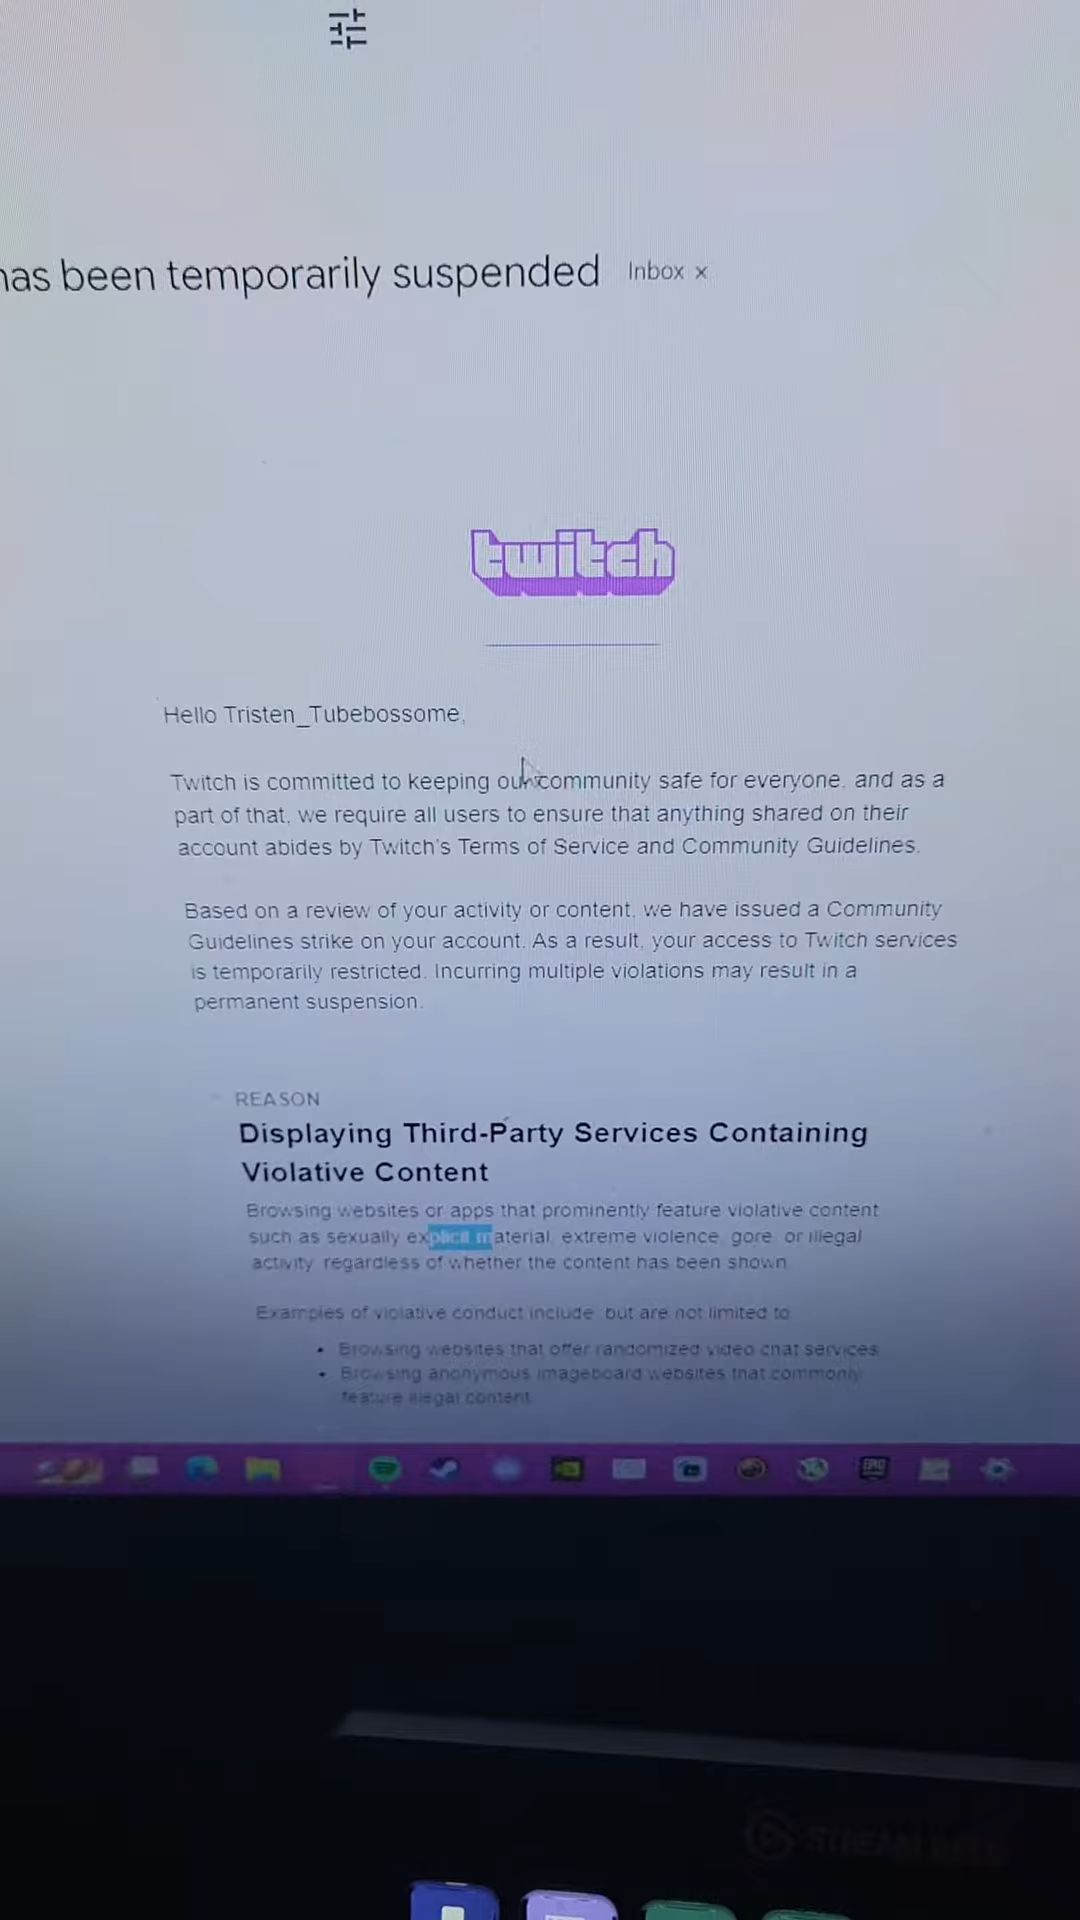 has been temporarily suspended Inbox x
twitch
Hello Tristen_Tubebossome,
Twitch is committed to keeping our community safe for everyone, and as a
part of that, we require all users to ensure that anything shared on their
account abides by Twitch's Terms of Service and Community Guidelines.
Based on a review of your activity or content, we have issued a Community
Guidelines strike on your account. As a result, your access to Twitch services
is temporarily restricted. Incurring multiple violations may result in a
permanent suspension.
REASON
Displaying Third-Party Services Containing
Violative Content
Browsing websites or apps that prominently feature violative content
such as sexually explicit material, extreme violence, gore, or illegal
activity, regardless of whether the content has been shown.
Examples of violative conduct include, but are not limited to
• Browsing websites that offer randomized video chat services
• Browsing anonymous imageboard websites that commonly
feature illegal content
EPIC
STREAM